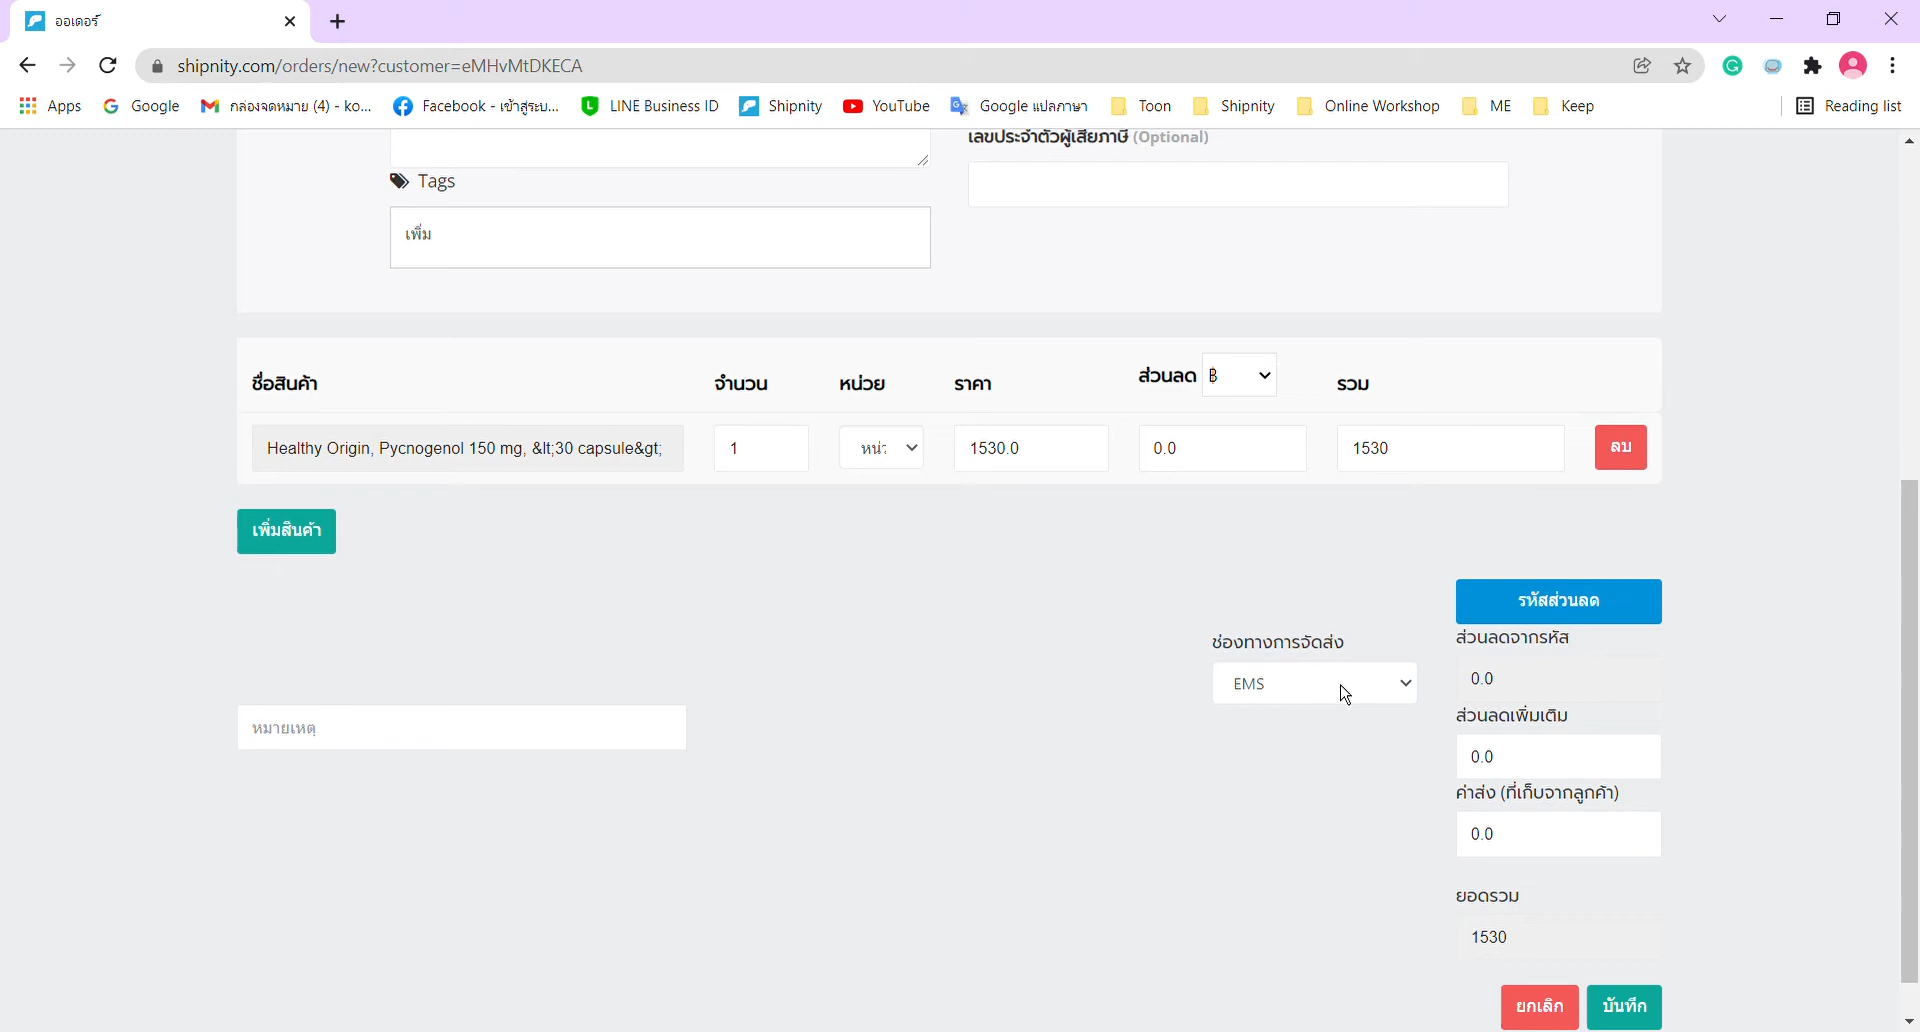 ออเดอร์
shipnity.com/orders/new?customer=eMHvMtDKECA
Apps Google กล่องจดหมาย (4) - ko... Facebook - เข้าสู่ระบ... LINE Business ID Shipnity YouTube Google แปลภาษา Toon Shipnity Online Workshop ME Keep Reading list
เลขประจำตัวผู้เสียภาษี (Optional)
Tags
เพิ่ม
ชื่อสินค้า จำนวน หน่วย ราคา ส่วนลด ฿ รวม
Healthy Origin, Pycnogenol 150 mg, &lt;30 capsule&gt; 1 หน่ว 1530.0 0.0 1530 ลบ
เพิ่มสินค้า
รหัสส่วนลด
ช่องทางการจัดส่ง
ส่วนลดจากรหัส
EMS
0.0
ส่วนลดเพิ่มเติม
หมายเหตุ
0.0
ค่าส่ง (ที่เก็บจากลูกค้า)
0.0
ยอดรวม
1530
ยกเลิก บันทึก